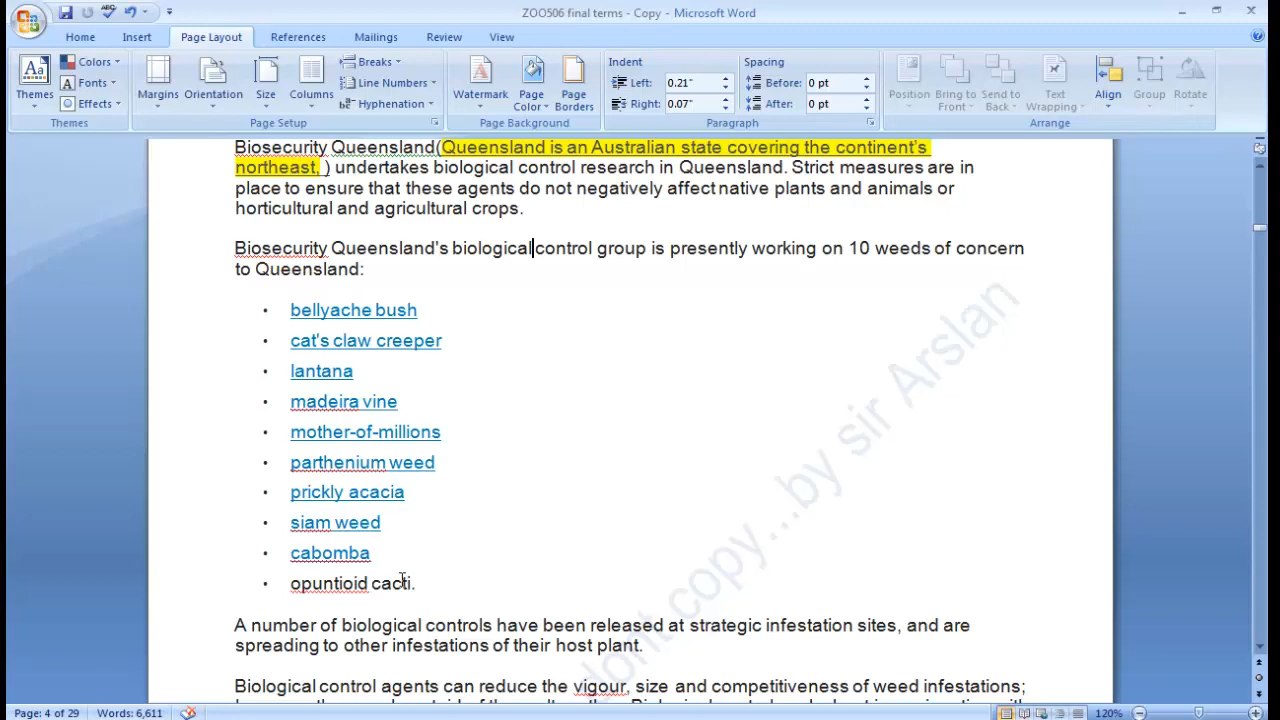 ZOO506 final terms - Copy - Microsoft Word
Home Insert Page Layout References Mailings Review View
Themes Colors Fonts Effects Themes
Margins Orientation Size Columns Breaks Line Numbers Hyphenation Page Setup
Watermark Page Color Page Borders Page Background
Indent Left: 0.21" Right: 0.07" Spacing Before: 0 pt After: 0 pt Paragraph
Position Bring to Front Send to Back Text Wrapping Align Group Rotate Arrange
Biosecurity Queensland(Queensland is an Australian state covering the continent's
northeast, ) undertakes biological control research in Queensland. Strict measures are in
place to ensure that these agents do not negatively affect native plants and animals or
horticultural and agricultural crops.
Biosecurity Queensland's biological control group is presently working on 10 weeds of concern
to Queensland:
• bellyache bush
• cat's claw creeper
• lantana
• madeira vine
• mother-of-millions
• parthenium weed
• prickly acacia
• siam weed
• cabomba
• opuntioid cacti.
A number of biological controls have been released at strategic infestation sites, and are
spreading to other infestations of their host plant.
Biological control agents can reduce the vigour, size and competitiveness of weed infestations;
dont copy...by sir Arslan
Page: 4 of 29 Words: 6,611 120%